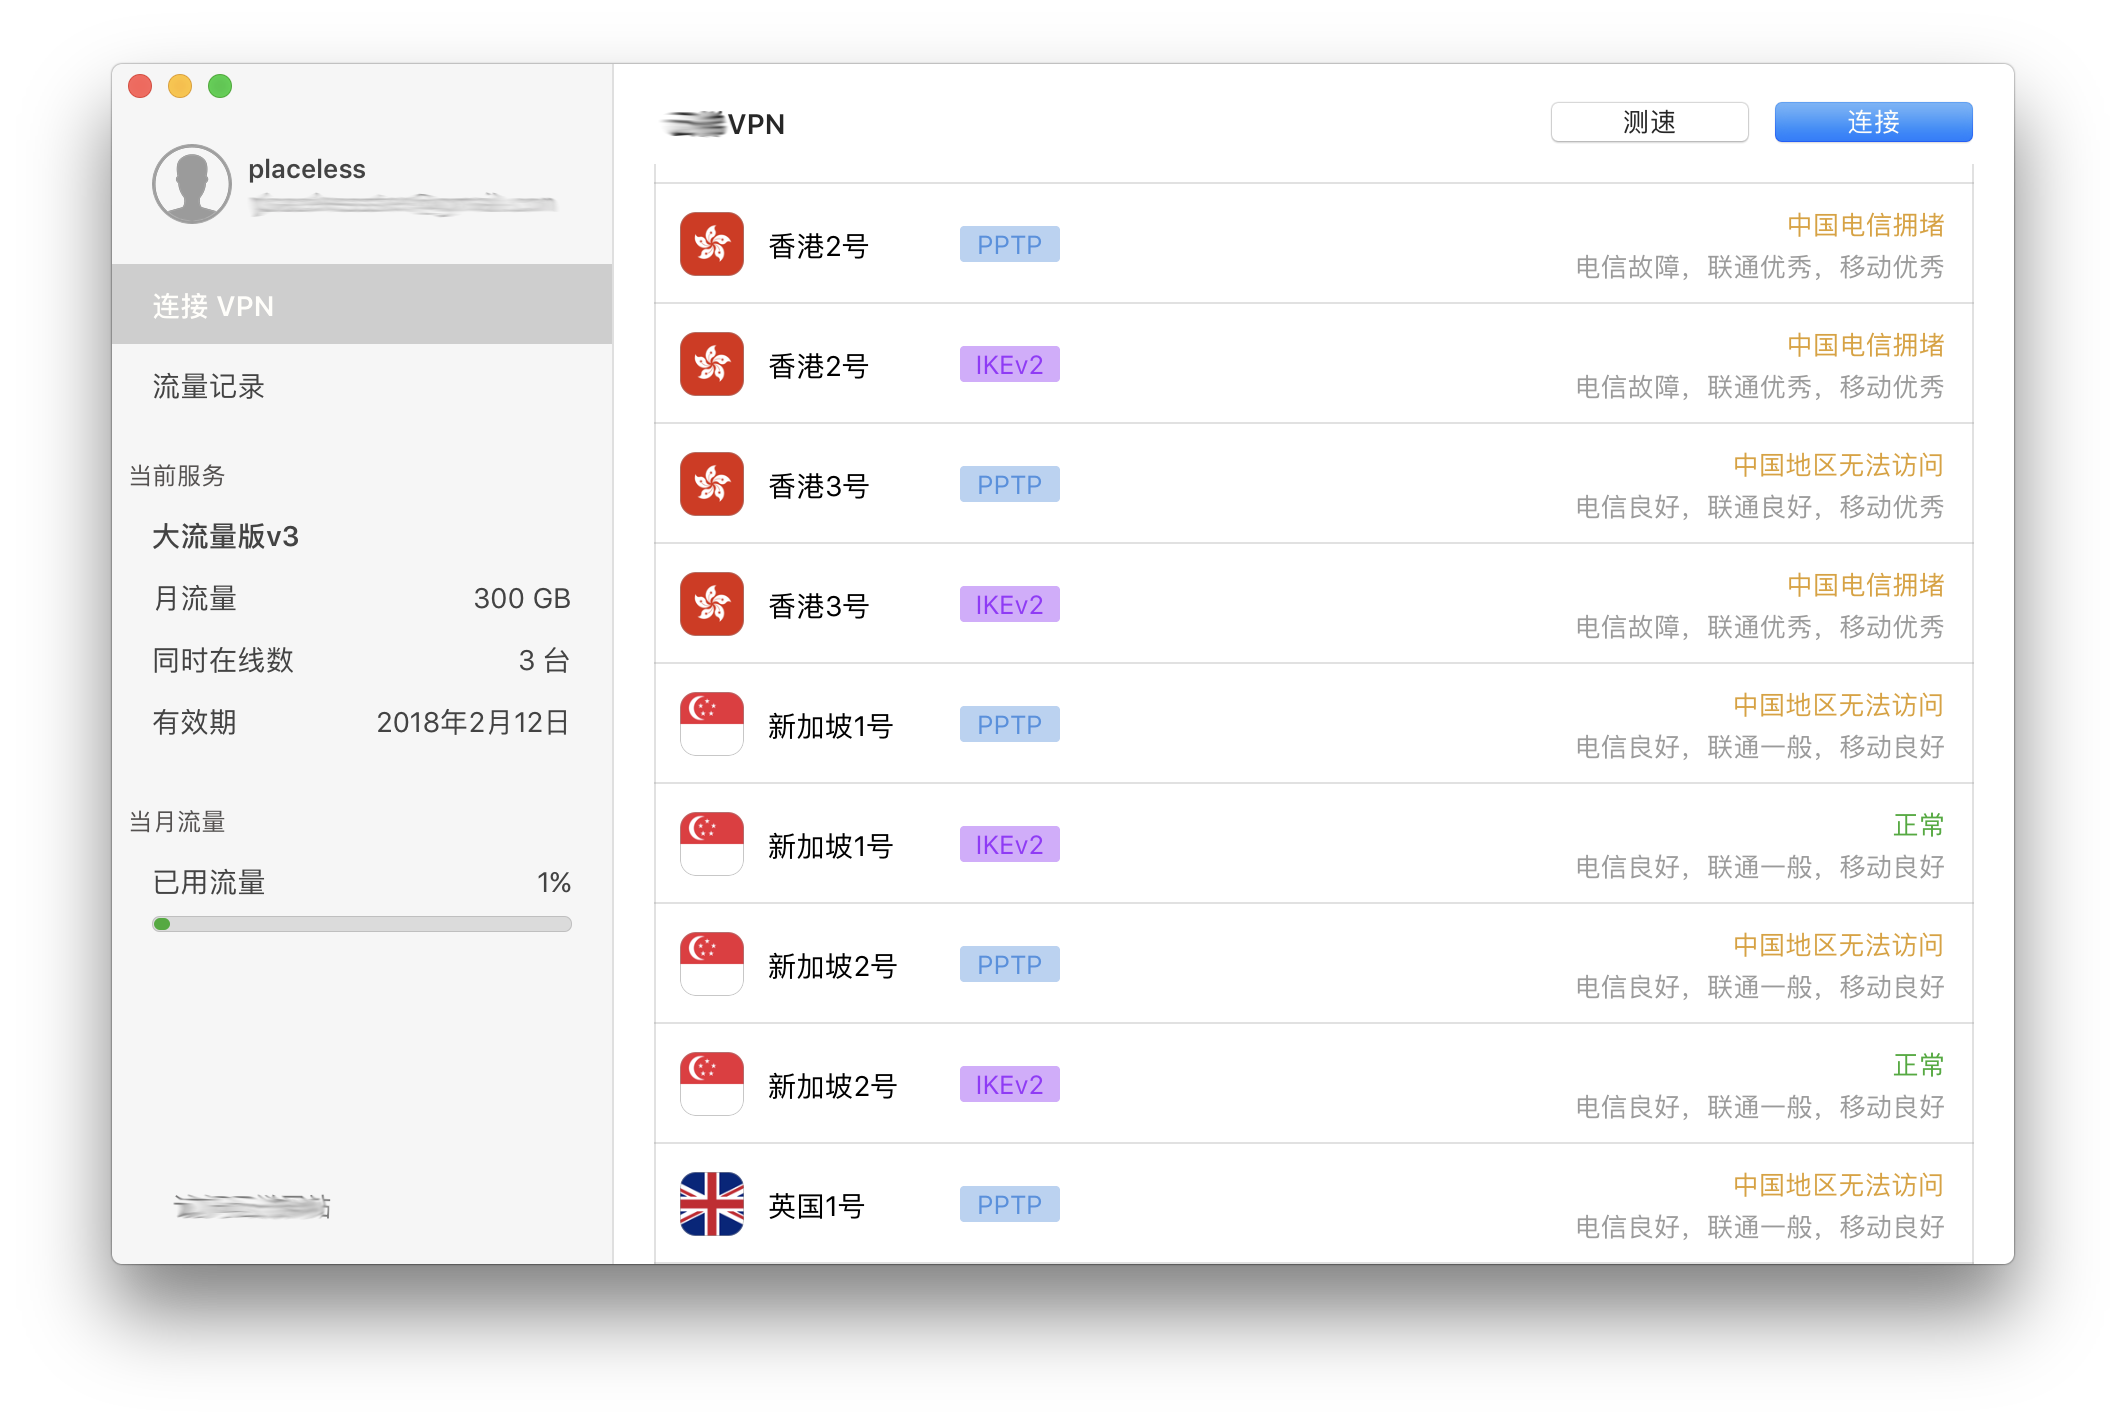 placeless
连接 VPN
流量记录
当前服务
大流量版v3
月流量 300 GB
同时在线数 3 台
有效期 2018年2月12日
当月流量
已用流量 1%
VPN
测速
连接
香港2号 PPTP 中国电信拥堵
电信故障，联通优秀，移动优秀
香港2号 IKEv2 中国电信拥堵
电信故障，联通优秀，移动优秀
香港3号 PPTP 中国地区无法访问
电信良好，联通良好，移动优秀
香港3号 IKEv2 中国电信拥堵
电信故障，联通优秀，移动优秀
新加坡1号 PPTP 中国地区无法访问
电信良好，联通一般，移动良好
新加坡1号 IKEv2 正常
电信良好，联通一般，移动良好
新加坡2号 PPTP 中国地区无法访问
电信良好，联通一般，移动良好
新加坡2号 IKEv2 正常
电信良好，联通一般，移动良好
英国1号 PPTP 中国地区无法访问
电信良好，联通一般，移动良好